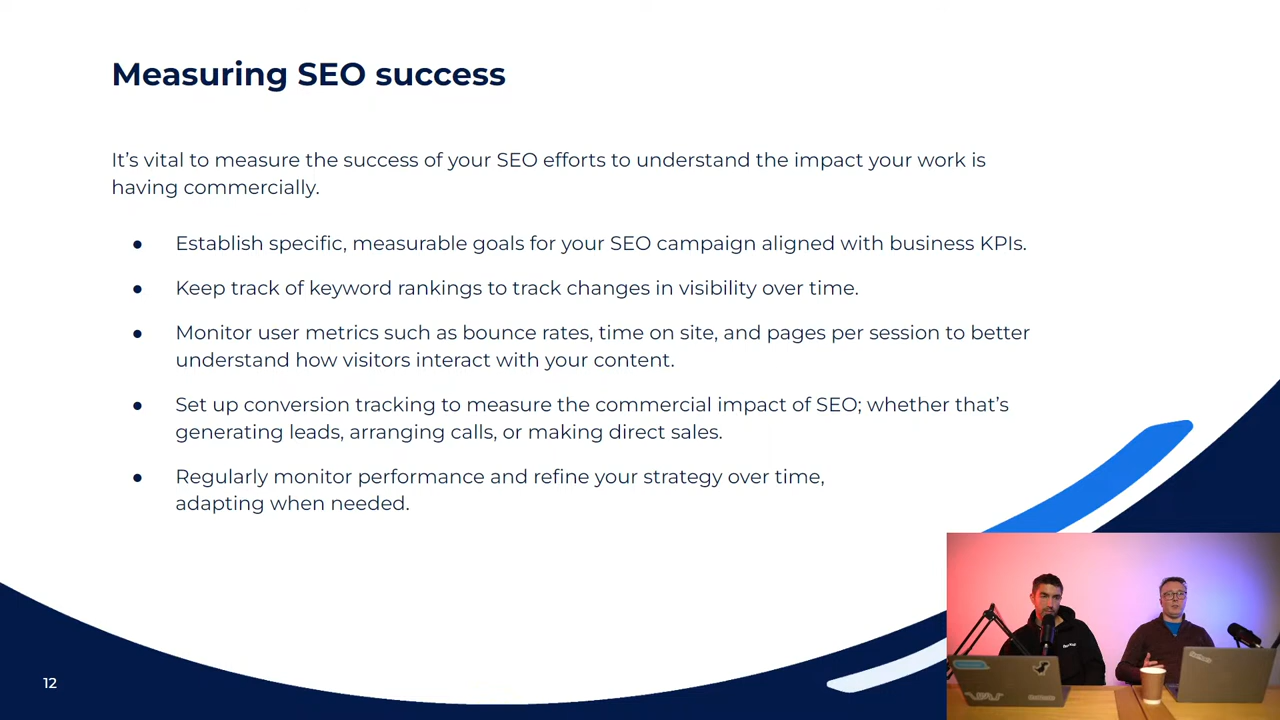 Measuring SEO success
It’s vital to measure the success of your SEO efforts to understand the impact your work is
having commercially.
● Establish specific, measurable goals for your SEO campaign aligned with business KPIs.
● Keep track of keyword rankings to track changes in visibility over time.
● Monitor user metrics such as bounce rates, time on site, and pages per session to better
understand how visitors interact with your content.
● Set up conversion tracking to measure the commercial impact of SEO; whether that’s
generating leads, arranging calls, or making direct sales.
● Regularly monitor performance and refine your strategy over time,
adapting when needed.
12